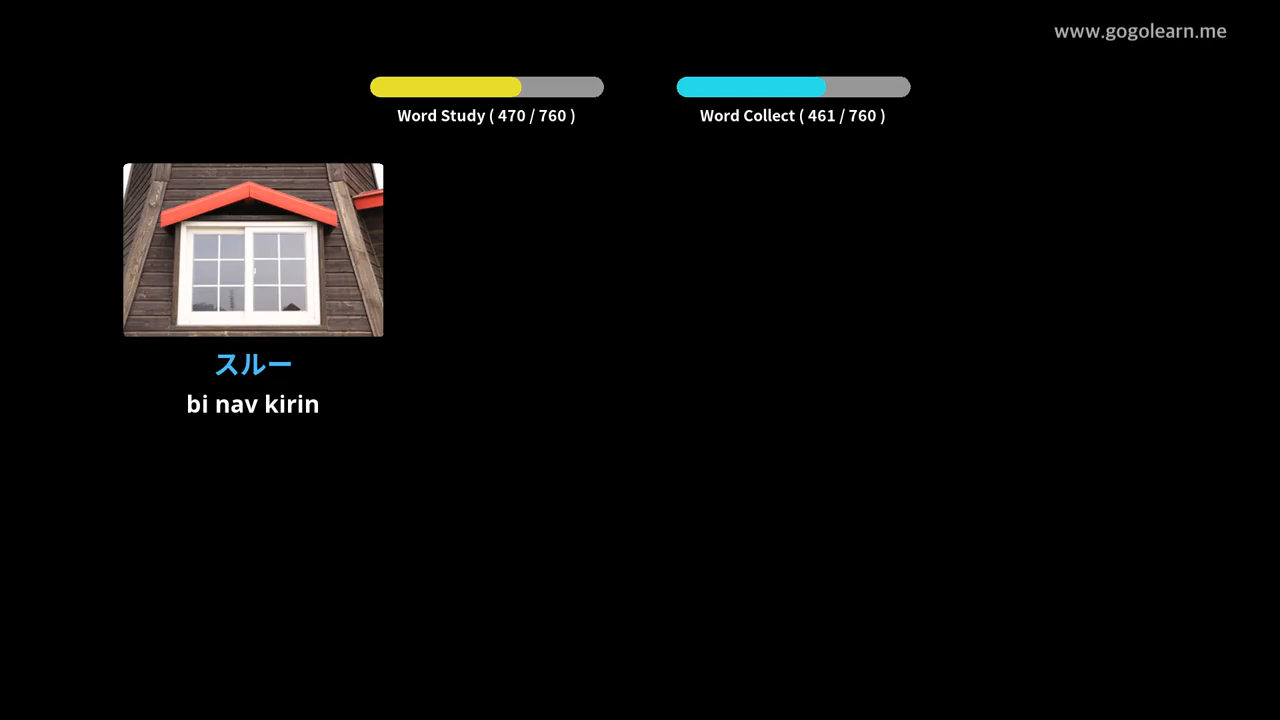 www.gogolearn.me
Word Study ( 470 / 760 )
Word Collect ( 461 / 760 )
スルー
bi nav kirin